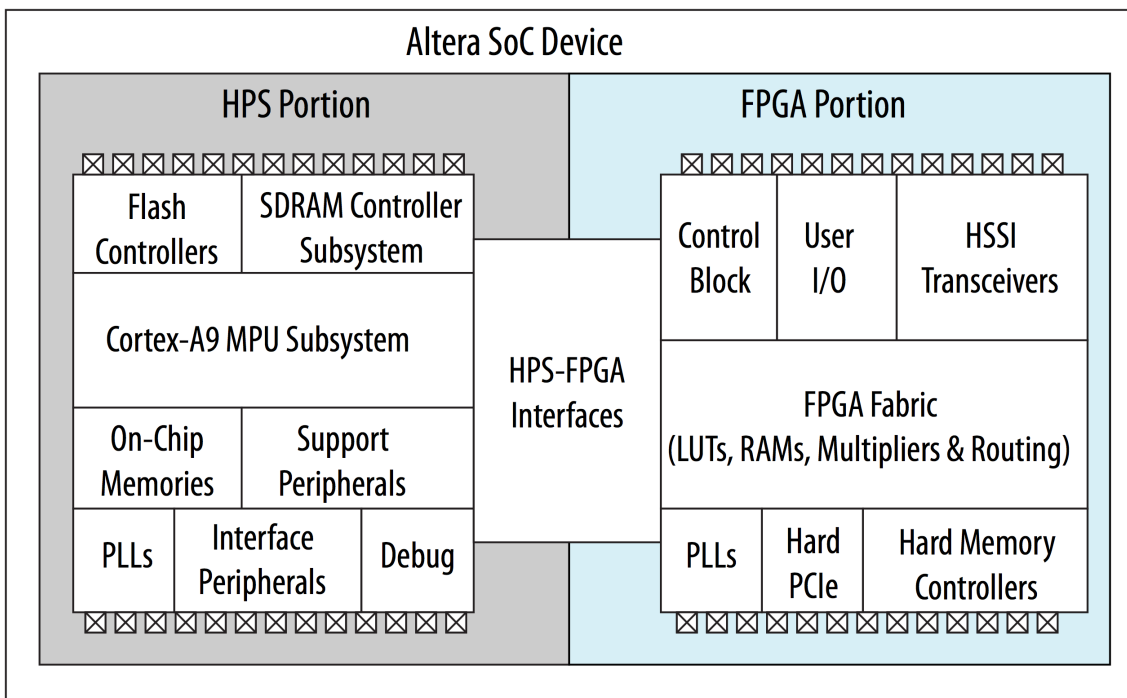 Altera SoC Device
HPS Portion
Flash
Controllers
SDRAM Controller
Subsystem
Cortex-A9 MPU Subsystem
On-Chip
Memories
Support
Peripherals
PLLs
Interface
Peripherals
Debug
HPS-FPGA
Interfaces
FPGA Portion
Control
Block
User
I/O
HSSI
Transceivers
FPGA Fabric
(LUTs, RAMs, Multipliers & Routing)
PLLs
Hard
PCIe
Hard Memory
Controllers